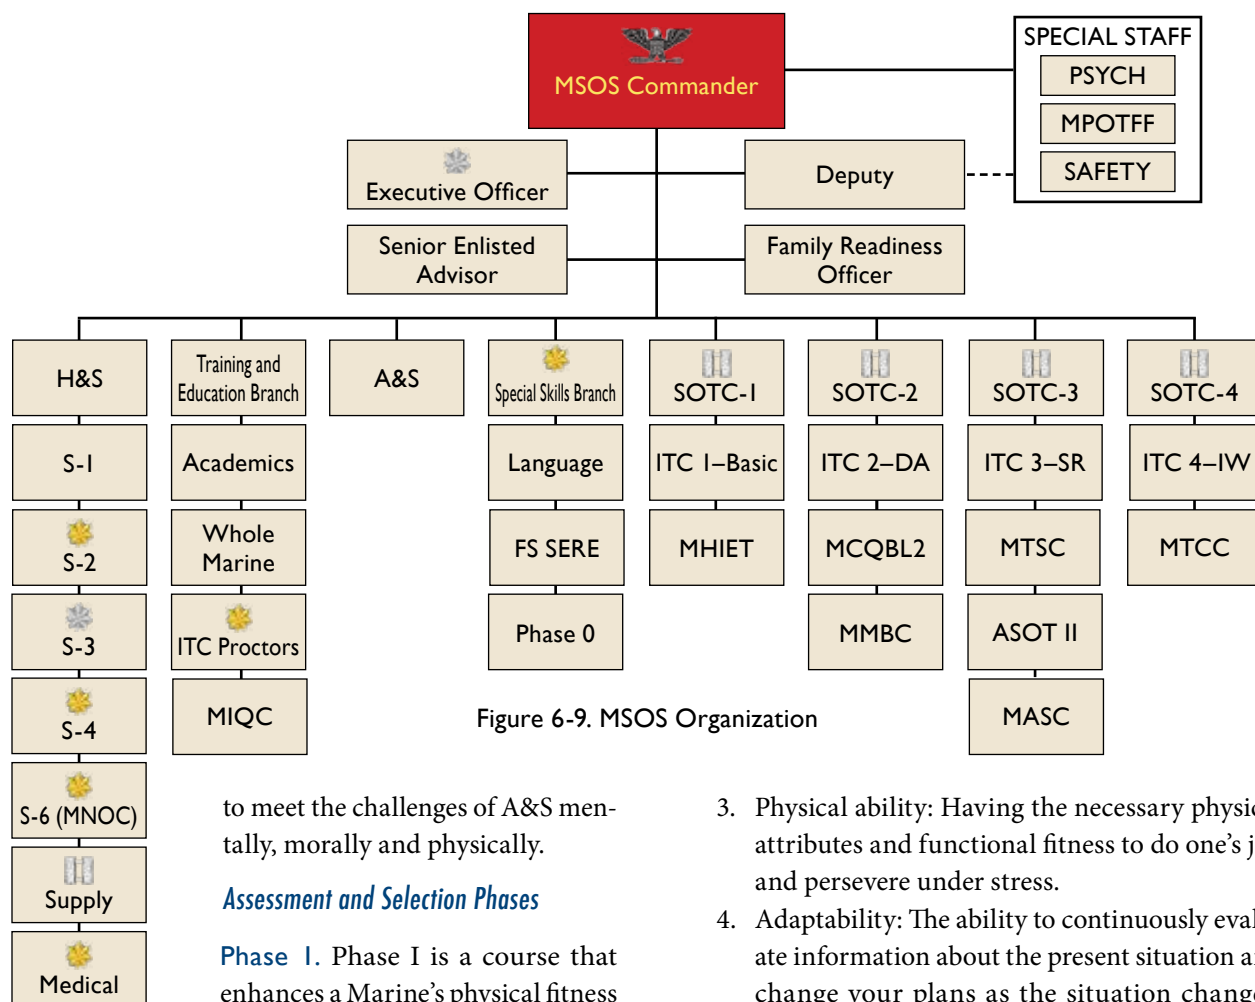 MSOS Commander
SPECIAL STAFF
PSYCH
MPOTFF
SAFETY
Executive Officer
Deputy
Senior Enlisted
Advisor
Family Readiness
Officer
H&S
S-1
S-2
S-3
S-4
S-6 (MNOC)
Supply
Medical
Training and
Education Branch
Academics
Whole
Marine
ITC Proctors
MIQC
A&S
Special Skills Branch
Language
FS SERE
Phase 0
SOTC-1
ITC 1–Basic
MHIET
SOTC-2
ITC 2–DA
MCQBL2
MMBC
SOTC-3
ITC 3–SR
MTSC
ASOT II
MASC
SOTC-4
ITC 4–IW
MTCC
Figure 6-9. MSOS Organization
to meet the challenges of A&S men-
tally, morally and physically.
Assessment and Selection Phases
Phase 1. Phase I is a course that
enhances a Marine's physical fitness
3. Physical ability: Having the necessary physic
attributes and functional fitness to do one's j
and persevere under stress.
4. Adaptability: The ability to continuously eval
ate information about the present situation a
change your plans as the situation change